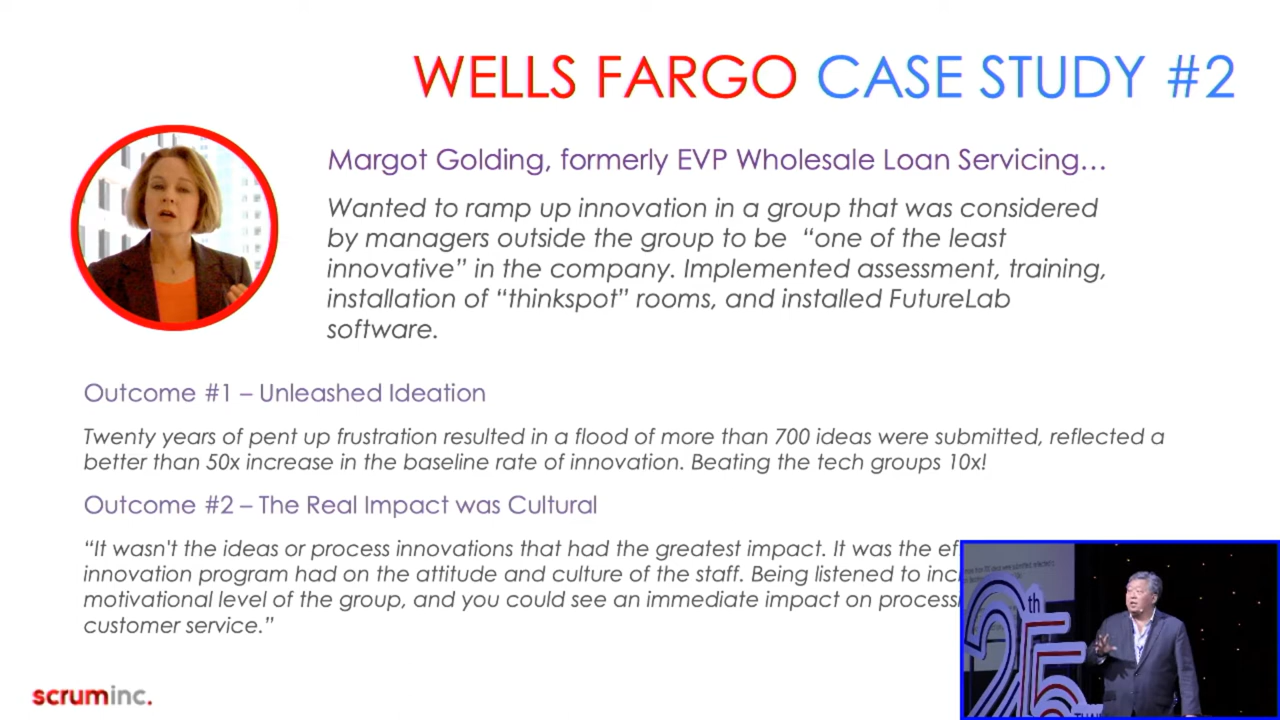 WELLS FARGO CASE STUDY #2
Margot Golding, formerly EVP Wholesale Loan Servicing...
Wanted to ramp up innovation in a group that was considered
by managers outside the group to be “one of the least
innovative” in the company. Implemented assessment, training,
installation of “thinkspot” rooms, and installed FutureLab
software.
Outcome #1 – Unleashed Ideation
Twenty years of pent up frustration resulted in a flood of more than 700 ideas were submitted, reflected a
better than 50x increase in the baseline rate of innovation. Beating the tech groups 10x!
Outcome #2 – The Real Impact was Cultural
“It wasn't the ideas or process innovations that had the greatest impact. It was the
innovation program had on the attitude and culture of the staff. Being listened to
motivational level of the group, and you could see an immediate impact on
customer service.”
scruminc.
25th